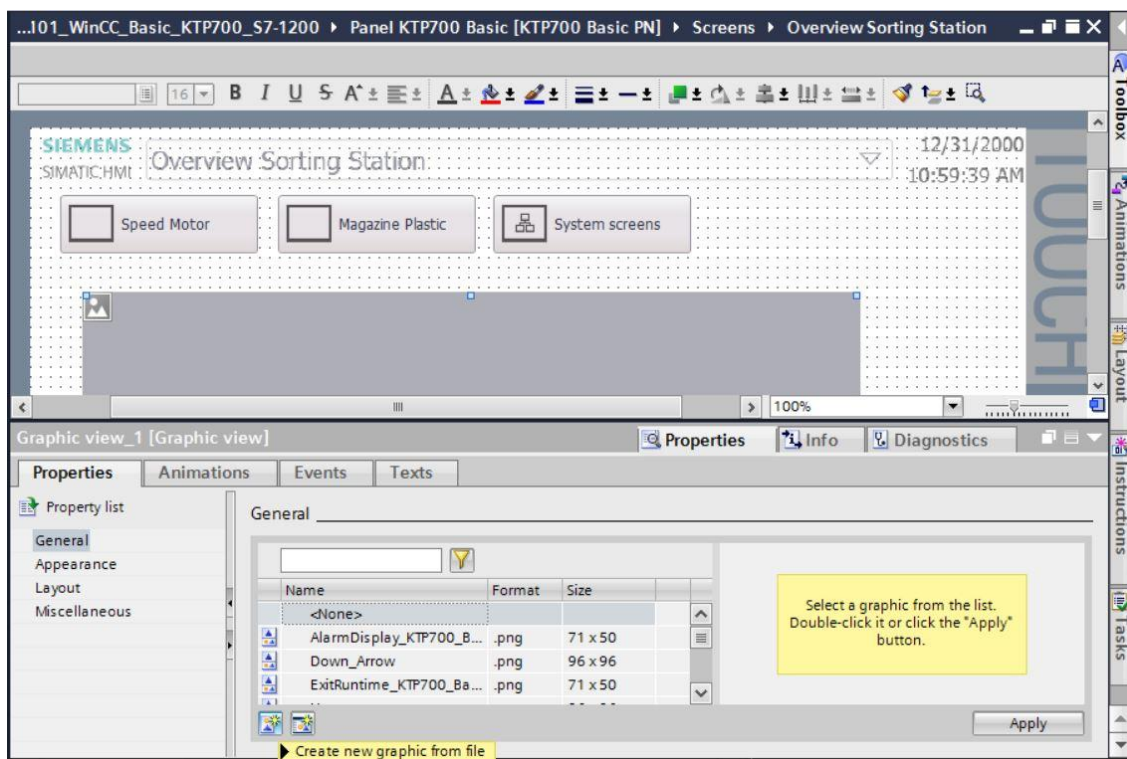 ...101_WinCC_Basic_KTP700_S7-1200 ▸ Panel KTP700 Basic [KTP700 Basic PN] ▸ Screens ▸ Overview Sorting Station
16 B I U S A A
SIEMENS
SIMATIC HMI
Overview Sorting Station
12/31/2000
10:59:39 AM
Speed Motor
Magazine Plastic
System screens
TOUCH
100%
Toolbox
Animations
Layout
Instructions
Tasks
Graphic view_1 [Graphic view]
Properties
Info
Diagnostics
Properties
Animations
Events
Texts
Property list
General
Appearance
Layout
Miscellaneous
General
Name Format Size
<None>
AlarmDisplay_KTP700_B... .png 71 x 50
Down_Arrow .png 96 x 96
ExitRuntime_KTP700_Ba... .png 71 x 50
Select a graphic from the list.
Double-click it or click the "Apply"
button.
Apply
Create new graphic from file